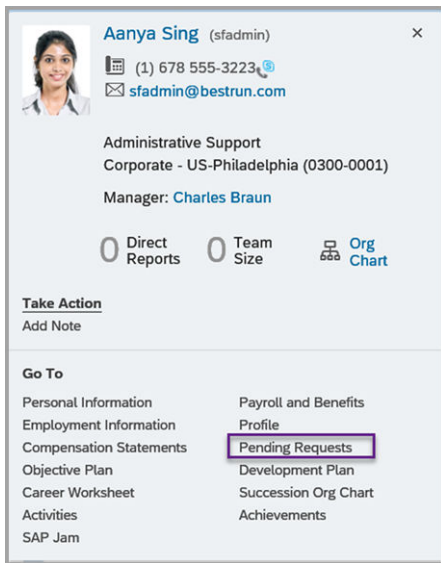 Aanya Sing (sfadmin)
(1) 678 555-3223
sfadmin@bestrun.com
Administrative Support
Corporate - US-Philadelphia (0300-0001)
Manager: Charles Braun
0 Direct Reports
0 Team Size
Org Chart
Take Action
Add Note
Go To
Personal Information
Employment Information
Compensation Statements
Objective Plan
Career Worksheet
Activities
SAP Jam
Payroll and Benefits
Profile
Pending Requests
Development Plan
Succession Org Chart
Achievements